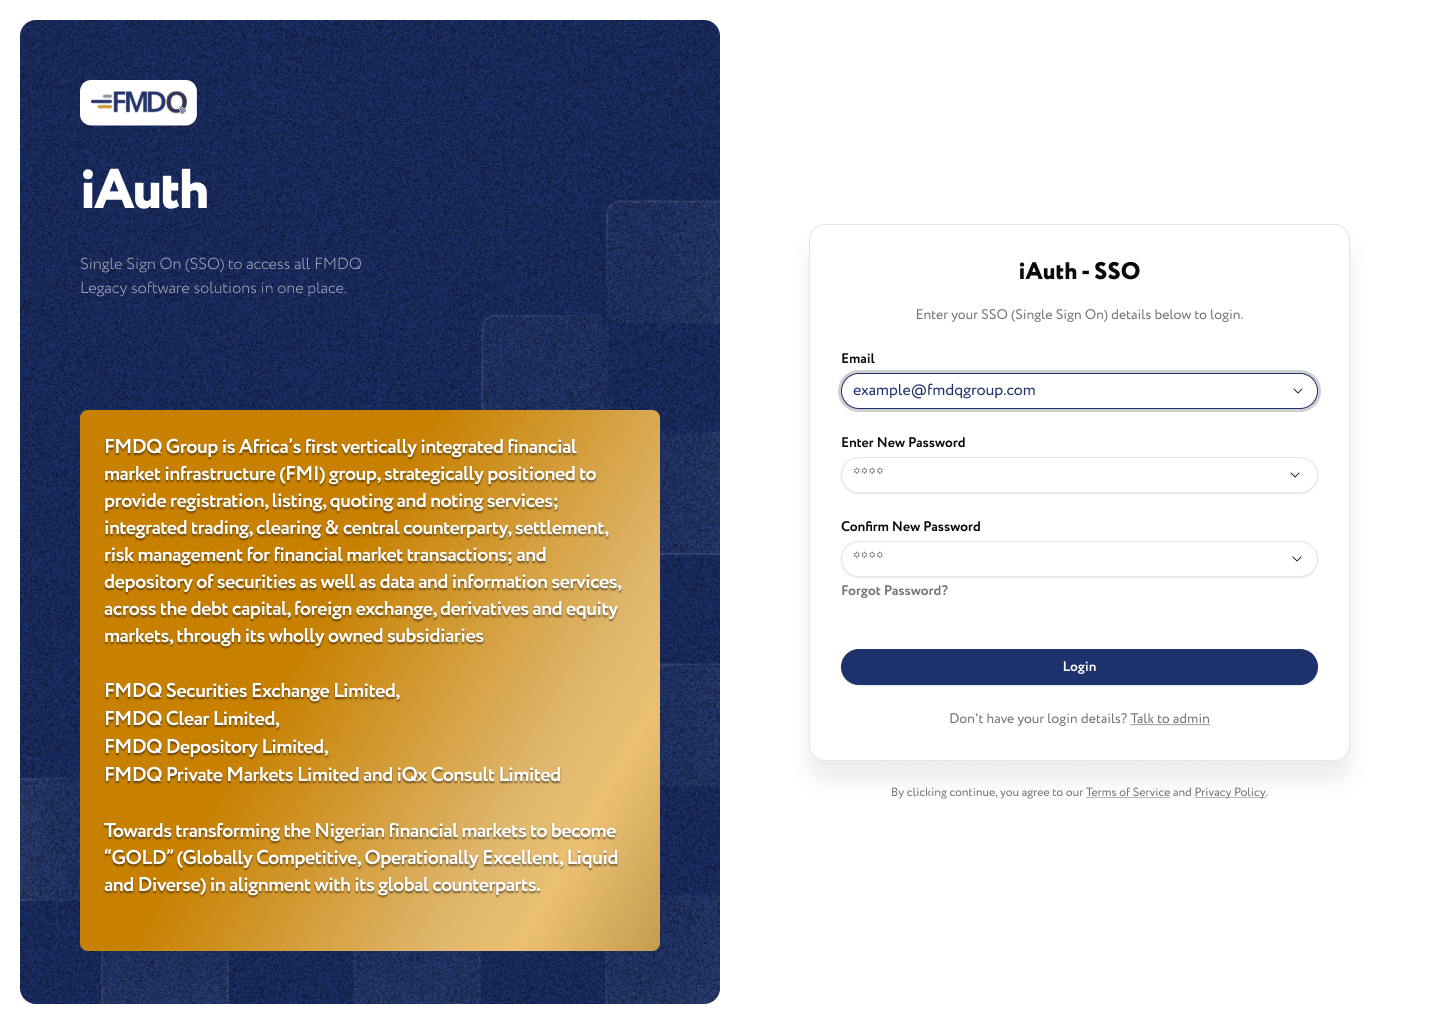 FMDQ
iAuth
Single Sign On (SSO) to access all FMDQ
Legacy software solutions in one place.
FMDQ Group is Africa’s first vertically integrated financial
market infrastructure (FMI) group, strategically positioned to
provide registration, listing, quoting and noting services;
integrated trading, clearing & central counterparty, settlement,
risk management for financial market transactions; and
depository of securities as well as data and information services,
across the debt capital, foreign exchange, derivatives and equity
markets, through its wholly owned subsidiaries
FMDQ Securities Exchange Limited,
FMDQ Clear Limited,
FMDQ Depository Limited,
FMDQ Private Markets Limited and iQx Consult Limited
Towards transforming the Nigerian financial markets to become
“GOLD” (Globally Competitive, Operationally Excellent, Liquid
and Diverse) in alignment with its global counterparts.
iAuth - SSO
Enter your SSO (Single Sign On) details below to login.
Email
example@fmdqgroup.com
Enter New Password
****
Confirm New Password
****
Forgot Password?
Login
Don't have your login details? Talk to admin
By clicking continue, you agree to our Terms of Service and Privacy Policy.